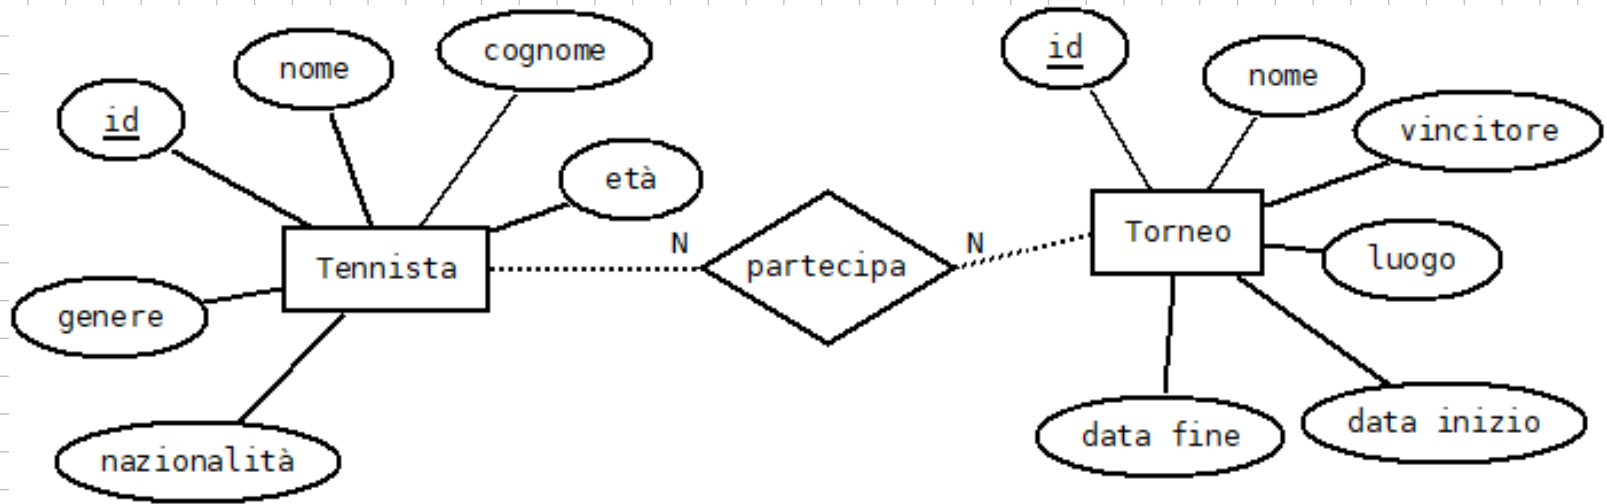 id
nome
cognome
età
Tennista
genere
nazionalità
N
partecipa
N
id
nome
vincitore
Torneo
luogo
data fine
data inizio